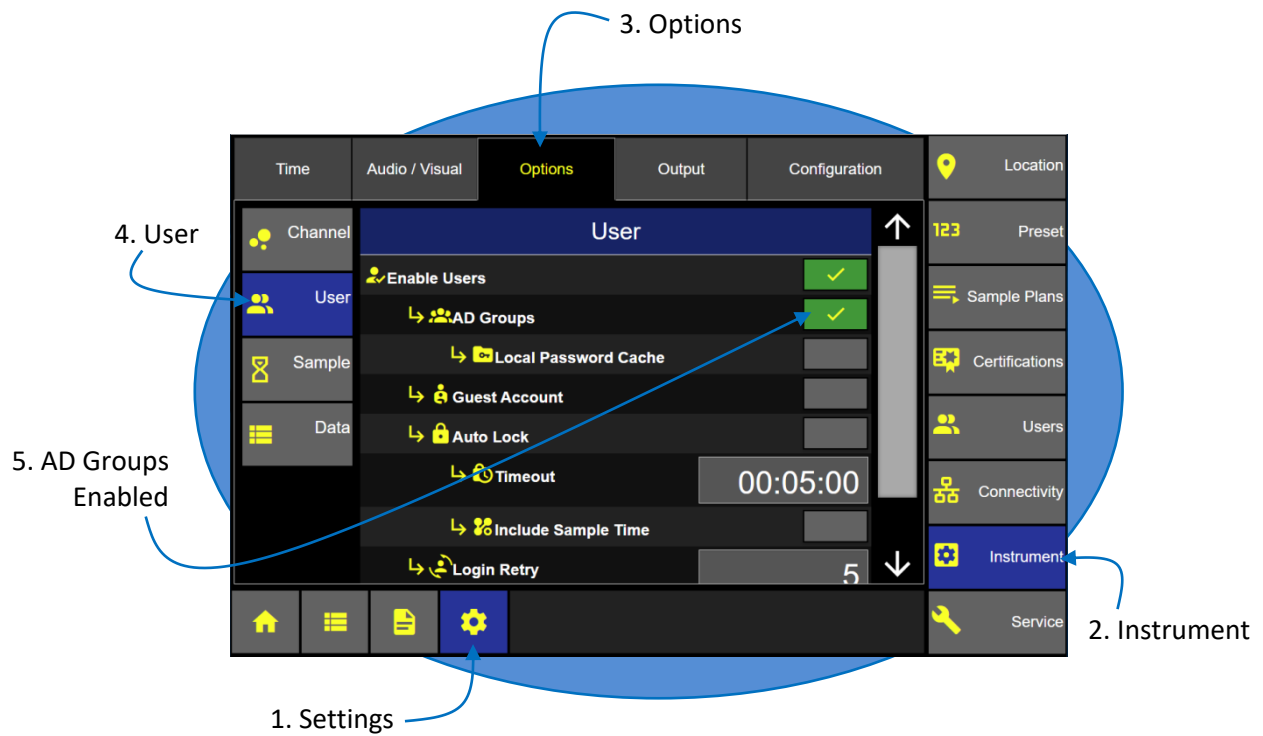 3. Options
Time
Audio / Visual
Options
Output
Configuration
Location
4. User
Channel
User
123
Preset
Enable Users
User
AD Groups
Sample Plans
Sample
Local Password Cache
Certifications
Guest Account
Data
Auto Lock
Users
5. AD Groups
Enabled
Timeout
00:05:00
Connectivity
Include Sample Time
Login Retry
5
Instrument
Service
2. Instrument
1. Settings